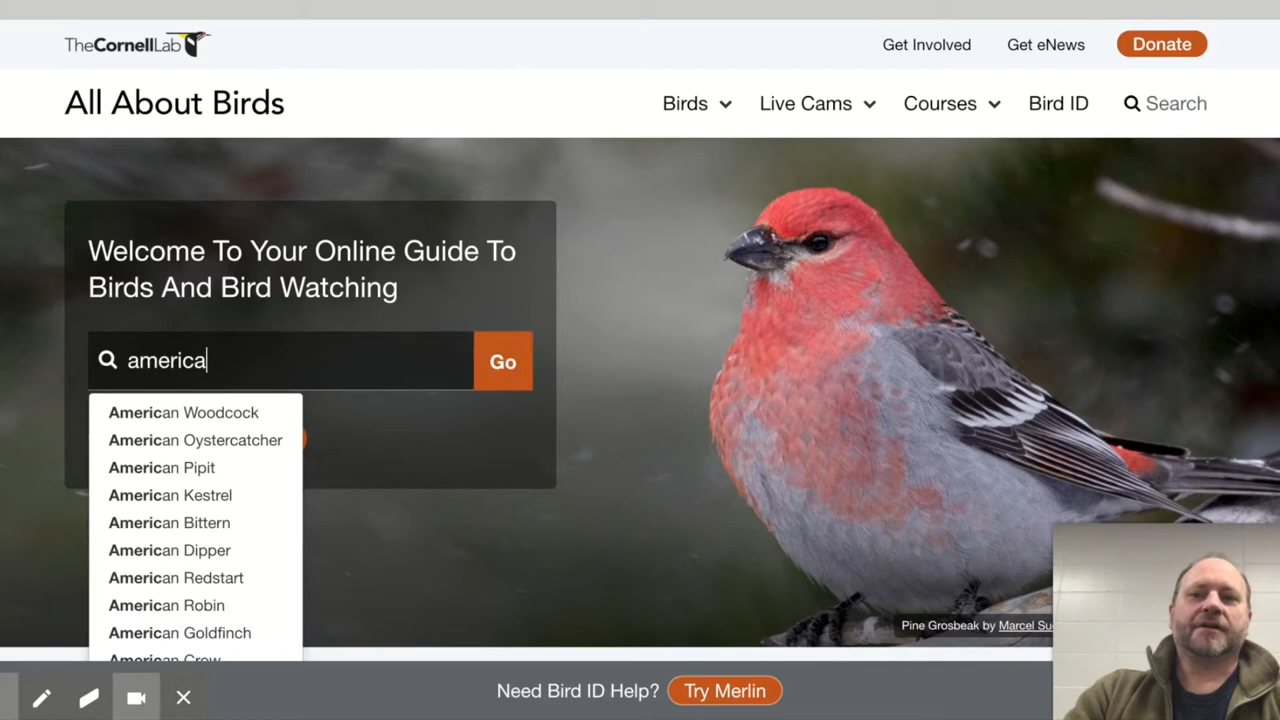 TheCornellLab
Get Involved
Get eNews
Donate
All About Birds
Birds
Live Cams
Courses
Bird ID
Search
Welcome To Your Online Guide To
Birds And Bird Watching
america
Go
American Woodcock
American Oystercatcher
American Pipit
American Kestrel
American Bittern
American Dipper
American Redstart
American Robin
American Goldfinch
American Crow
Pine Grosbeak by Marcel
Need Bird ID Help?
Try Merlin